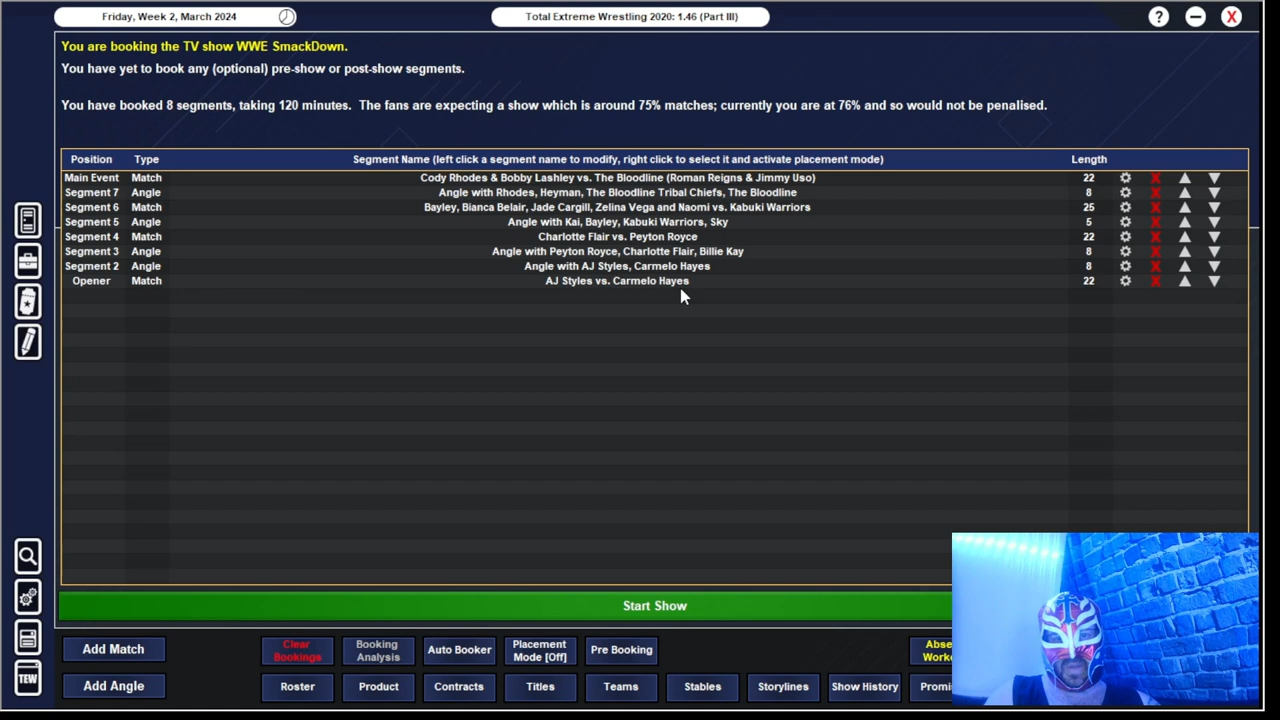 Friday, Week 2, March 2024
Total Extreme Wrestling 2020: 1.46 (Part III)
? X
You are booking the TV show WWE SmackDown.
You have yet to book any (optional) pre-show or post-show segments.
You have booked 8 segments, taking 120 minutes. The fans are expecting a show which is around 75% matches; currently you are at 76% and so would not be penalised.
Position Type Segment Name (left click a segment name to modify, right click to select it and activate placement mode) Length
Main Event Match Cody Rhodes & Bobby Lashley vs. The Bloodline (Roman Reigns & Jimmy Uso) 22 X
Segment 7 Angle Angle with Rhodes, Heyman, The Bloodline Tribal Chiefs, The Bloodline 8 X
Segment 6 Match Bayley, Bianca Belair, Jade Cargill, Zelina Vega and Naomi vs. Kabuki Warriors 25 X
Segment 5 Angle Angle with Kai, Bayley, Kabuki Warriors, Sky 5 X
Segment 4 Match Charlotte Flair vs. Peyton Royce 22 X
Segment 3 Angle Angle with Peyton Royce, Charlotte Flair, Billie Kay 8 X
Segment 2 Angle Angle with AJ Styles, Carmelo Hayes 8 X
Opener Match AJ Styles vs. Carmelo Hayes 22 X
Start Show
Add Match
Clear Bookings
Booking Analysis
Auto Booker
Placement Mode [Off]
Pre Booking
Abse
Worke
TEW
Add Angle
Roster
Product
Contracts
Titles
Teams
Stables
Storylines
Show History
Promi